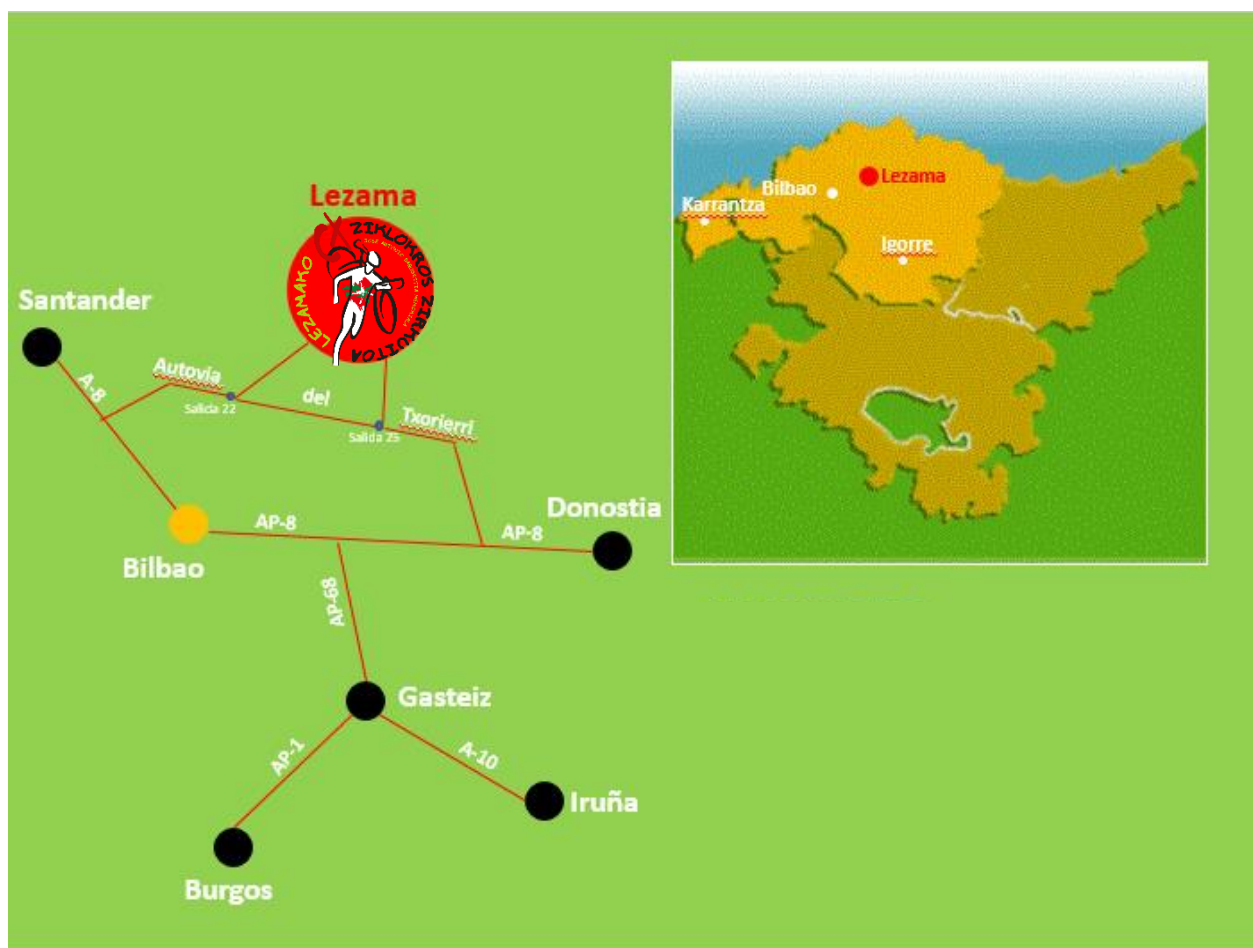 Lezama
LEZAMAKO
ZIKLOKROS ZIRKUITOA
CX
Santander
A-8
Autovia
del
Txorierri
Salida 22
Salida 25
Bilbao
AP-8
AP-8
Donostia
AP-68
Gasteiz
AP-1
A-10
Iruña
Burgos
Lezama
Bilbao
Karrantza
Igorre